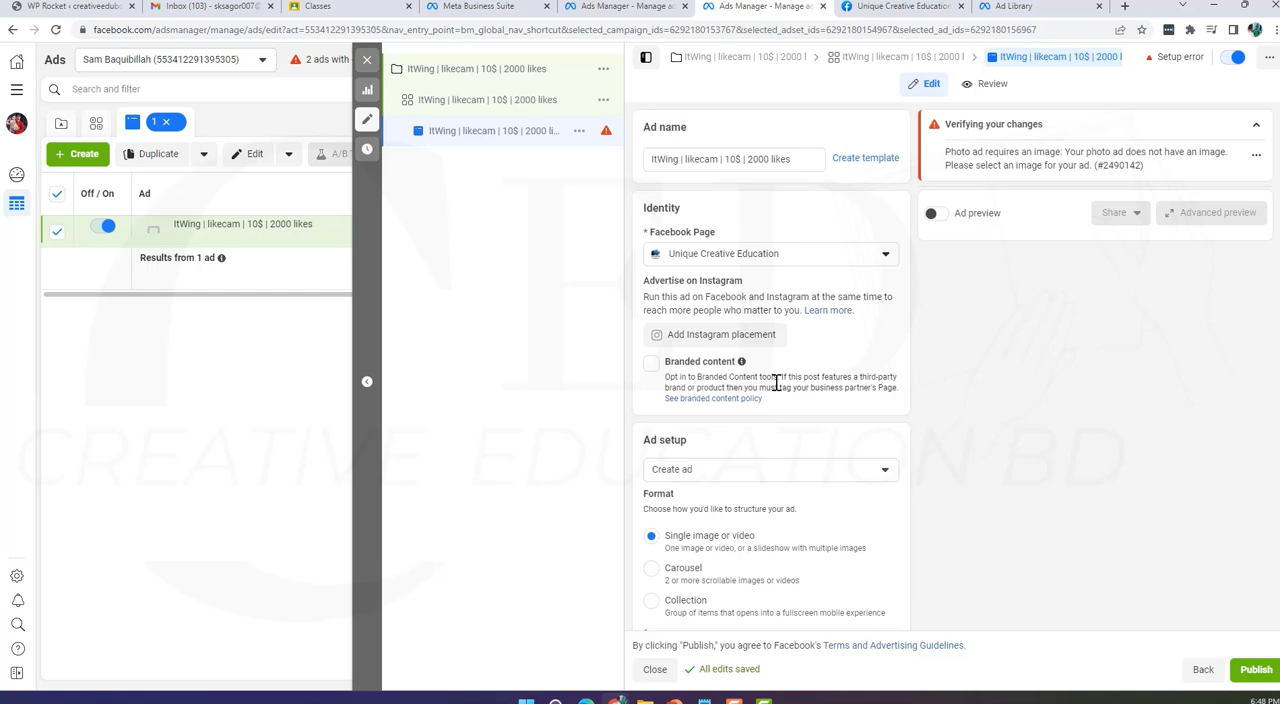 WP Rocket ‹ creativeedub
Inbox (103) - sksagor007@
Classes
Meta Business Suite
Ads Manager - Manage a
Ads Manager - Manage a
Unique Creative Education
Ad Library
facebook.com/adsmanager/manage/ads/edit?act=553412291395305&nav_entry_point=bm_global_nav_shortcut&selected_campaign_ids=6292180153767&selected_adset_ids=6292180154967&selected_ad_ids=6292180156967
Ads
Sam Baquibillah (553412291395305)
2 ads with
Search and filter
1
+ Create
Duplicate
Edit
A/B
Off / On
Ad
ItWing | likecam | 10$ | 2000 likes
Results from 1 ad
ItWing | likecam | 10$ | 2000 likes
ItWing | likecam | 10$ | 2000 likes
ItWing | likecam | 10$ | 2000 li...
ItWing | likecam | 10$ | 2000 l
ItWing | likecam | 10$ | 2000 l
ItWing | likecam | 10$ | 2000 l
Setup error
Edit
Review
Ad name
ItWing | likecam | 10$ | 2000 likes
Create template
Identity
* Facebook Page
Unique Creative Education
Advertise on Instagram
Run this ad on Facebook and Instagram at the same time to
reach more people who matter to you. Learn more.
Add Instagram placement
Branded content
Opt in to Branded Content tools. If this post features a third-party
brand or product then you must tag your business partner's Page.
See branded content policy
Ad setup
Create ad
Format
Choose how you'd like to structure your ad.
Single image or video
One image or video, or a slideshow with multiple images
Carousel
2 or more scrollable images or videos
Collection
Group of items that opens into a fullscreen mobile experience
Verifying your changes
Photo ad requires an image: Your photo ad does not have an image.
Please select an image for your ad. (#2490142)
Ad preview
Share
Advanced preview
By clicking "Publish," you agree to Facebook's Terms and Advertising Guidelines.
Close
All edits saved
Back
Publish
CREATIVE EDUCATION BD
6:48 PM